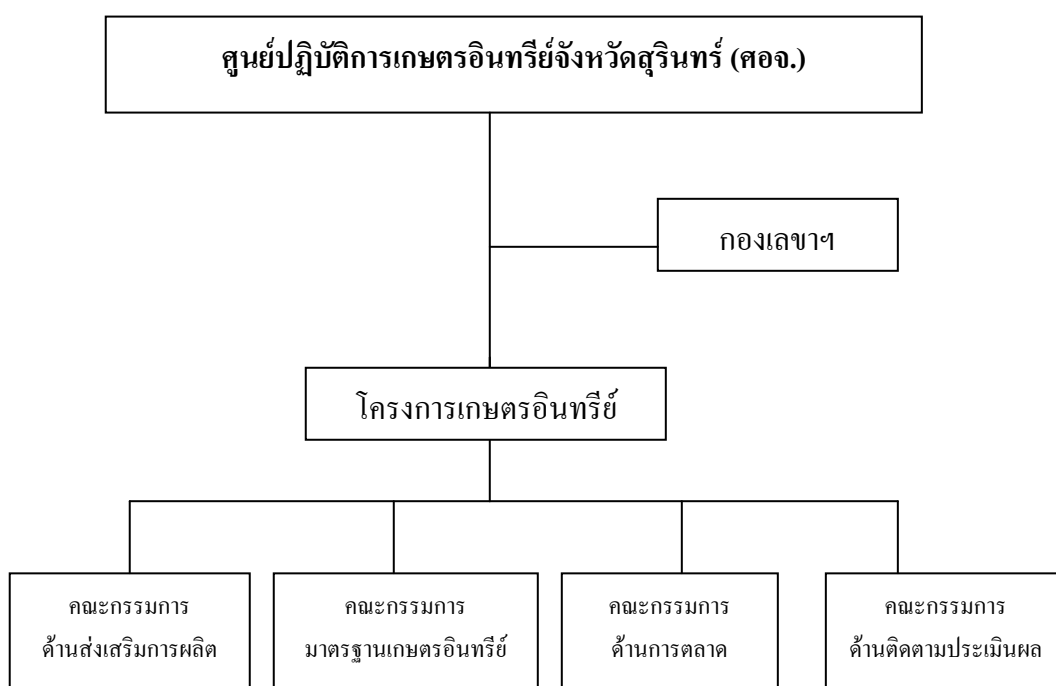 ศูนย์ปฏิบัติการเกษตรอินทรีย์จังหวัดสุรินทร์ (ศอจ.)
กองเลขาฯ
โครงการเกษตรอินทรีย์
คณะกรรมการ
ด้านส่งเสริมการผลิต
คณะกรรมการ
มาตรฐานเกษตรอินทรีย์
คณะกรรมการ
ด้านการตลาด
คณะกรรมการ
ด้านติดตามประเมินผล